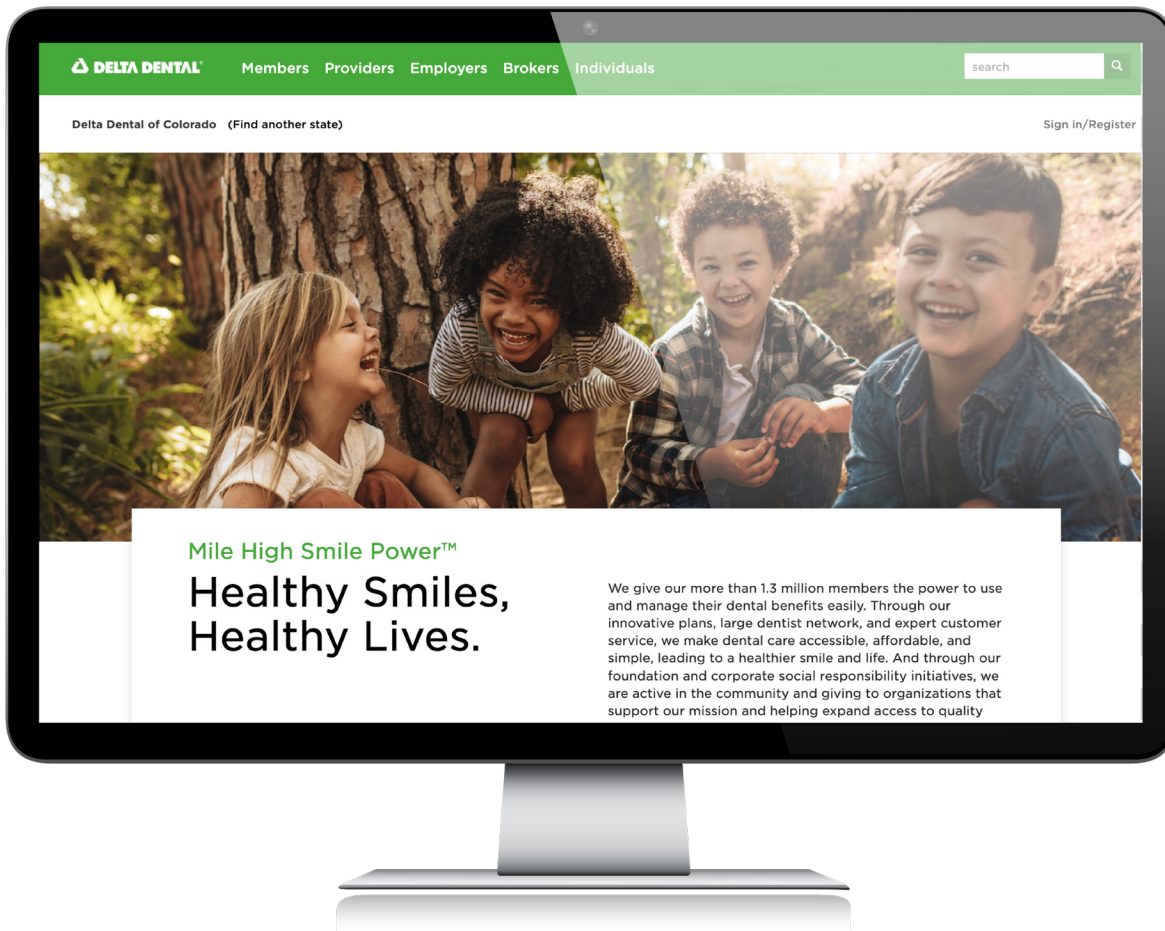 DELTA DENTAL® Members Providers Employers Brokers Individuals search
Delta Dental of Colorado (Find another state) Sign in/Register
Mile High Smile Power™
Healthy Smiles,
Healthy Lives.
We give our more than 1.3 million members the power to use
and manage their dental benefits easily. Through our
innovative plans, large dentist network, and expert customer
service, we make dental care accessible, affordable, and
simple, leading to a healthier smile and life. And through our
foundation and corporate social responsibility initiatives, we
are active in the community and giving to organizations that
support our mission and helping expand access to quality